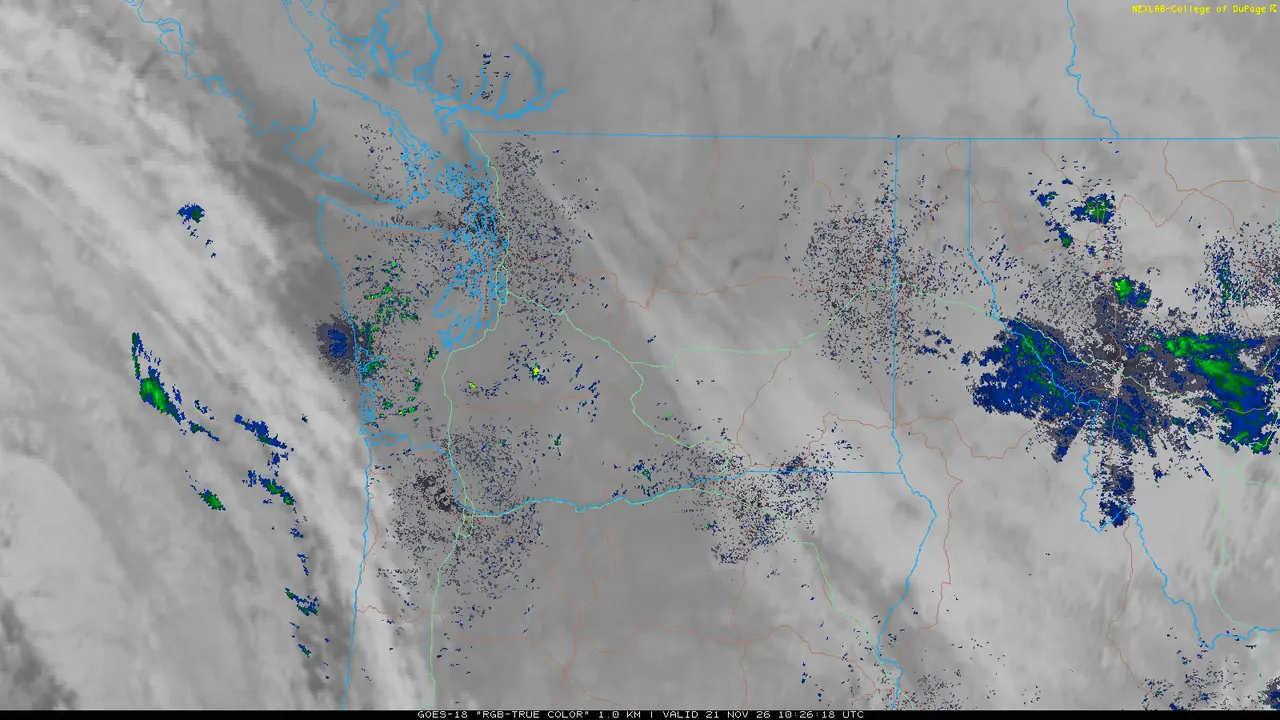 NEXLAB-College of DuPage
GOES-18 "RGB-TRUE COLOR" 1.0 KM | VALID 21 NOV 26 10:26:18 UTC